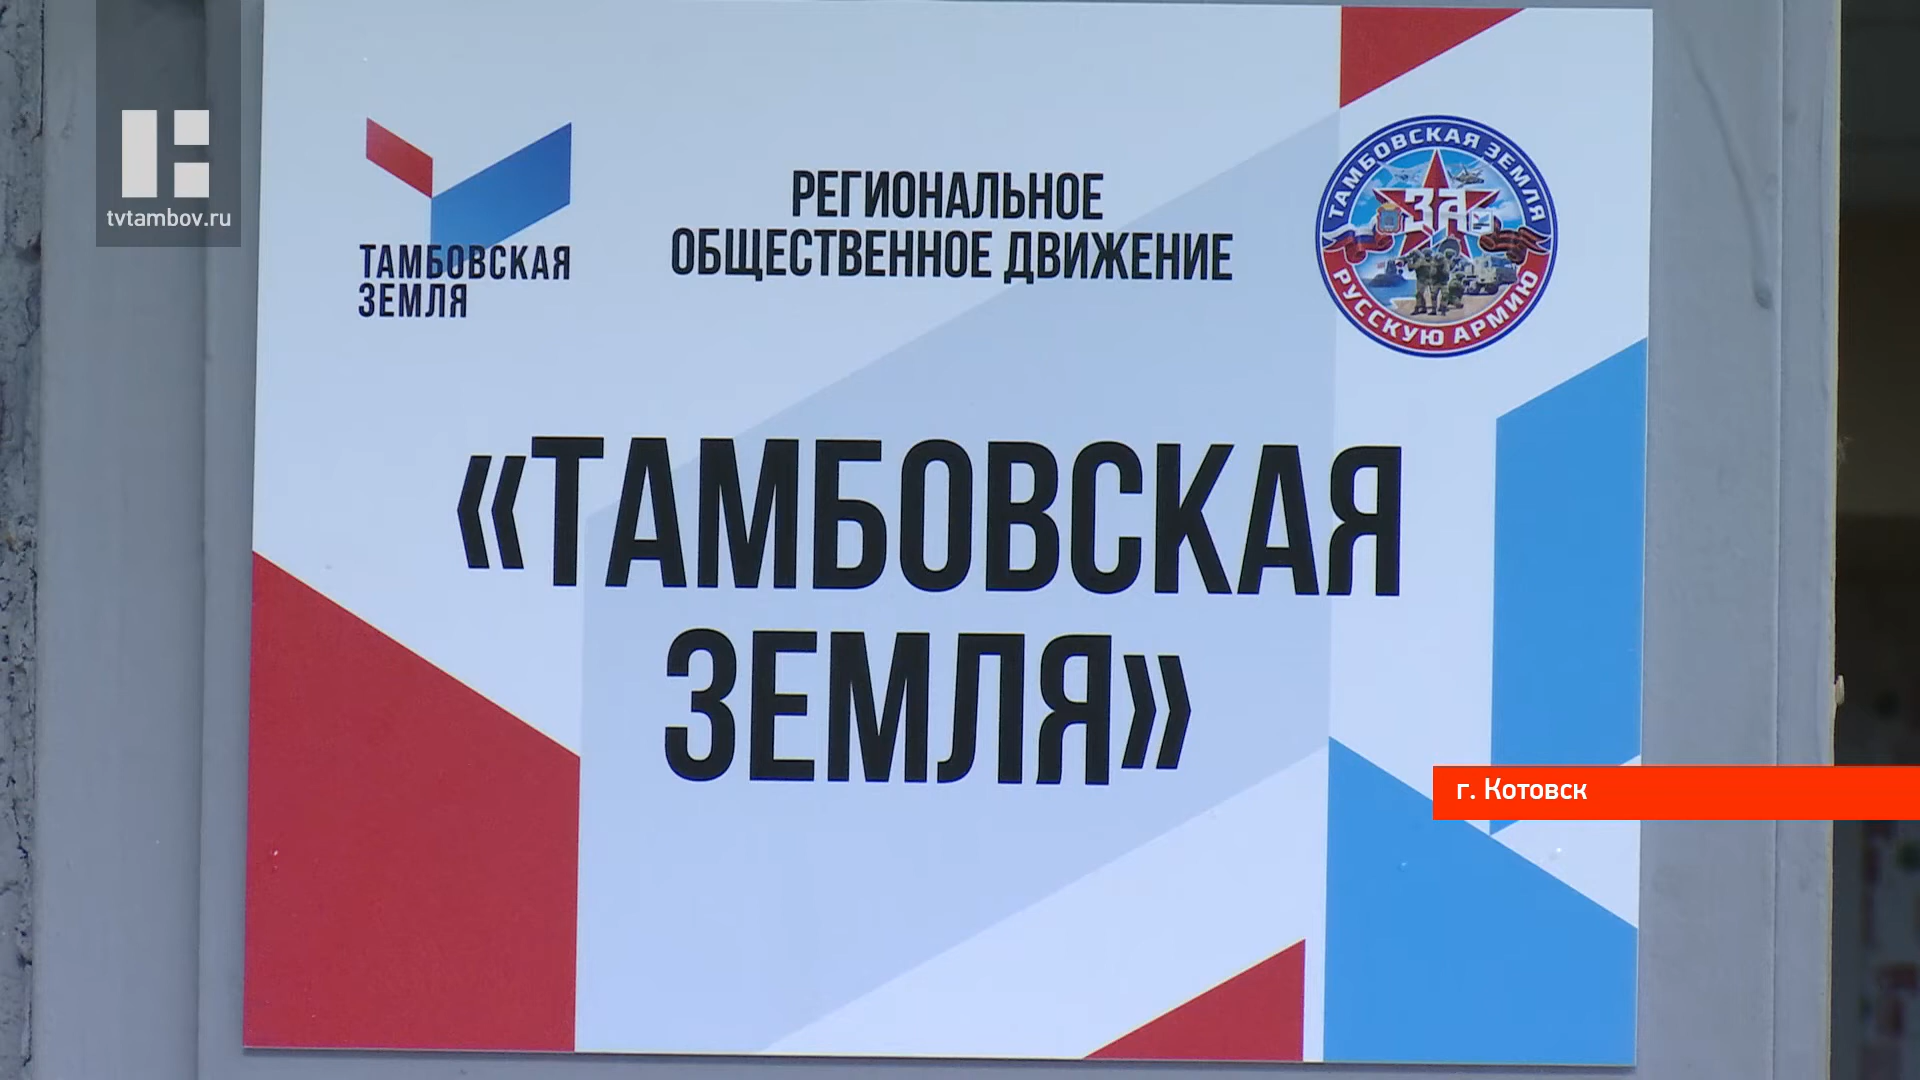 tvtambov.ru
ТАМБОВСКАЯ
ЗЕМЛЯ
РЕГИОНАЛЬНОЕ
ОБЩЕСТВЕННОЕ ДВИЖЕНИЕ
ТАМБОВСКАЯ ЗЕМЛЯ
ЗА
РУССКУЮ АРМИЮ
«ТАМБОВСКАЯ
ЗЕМЛЯ»
г. Котовск